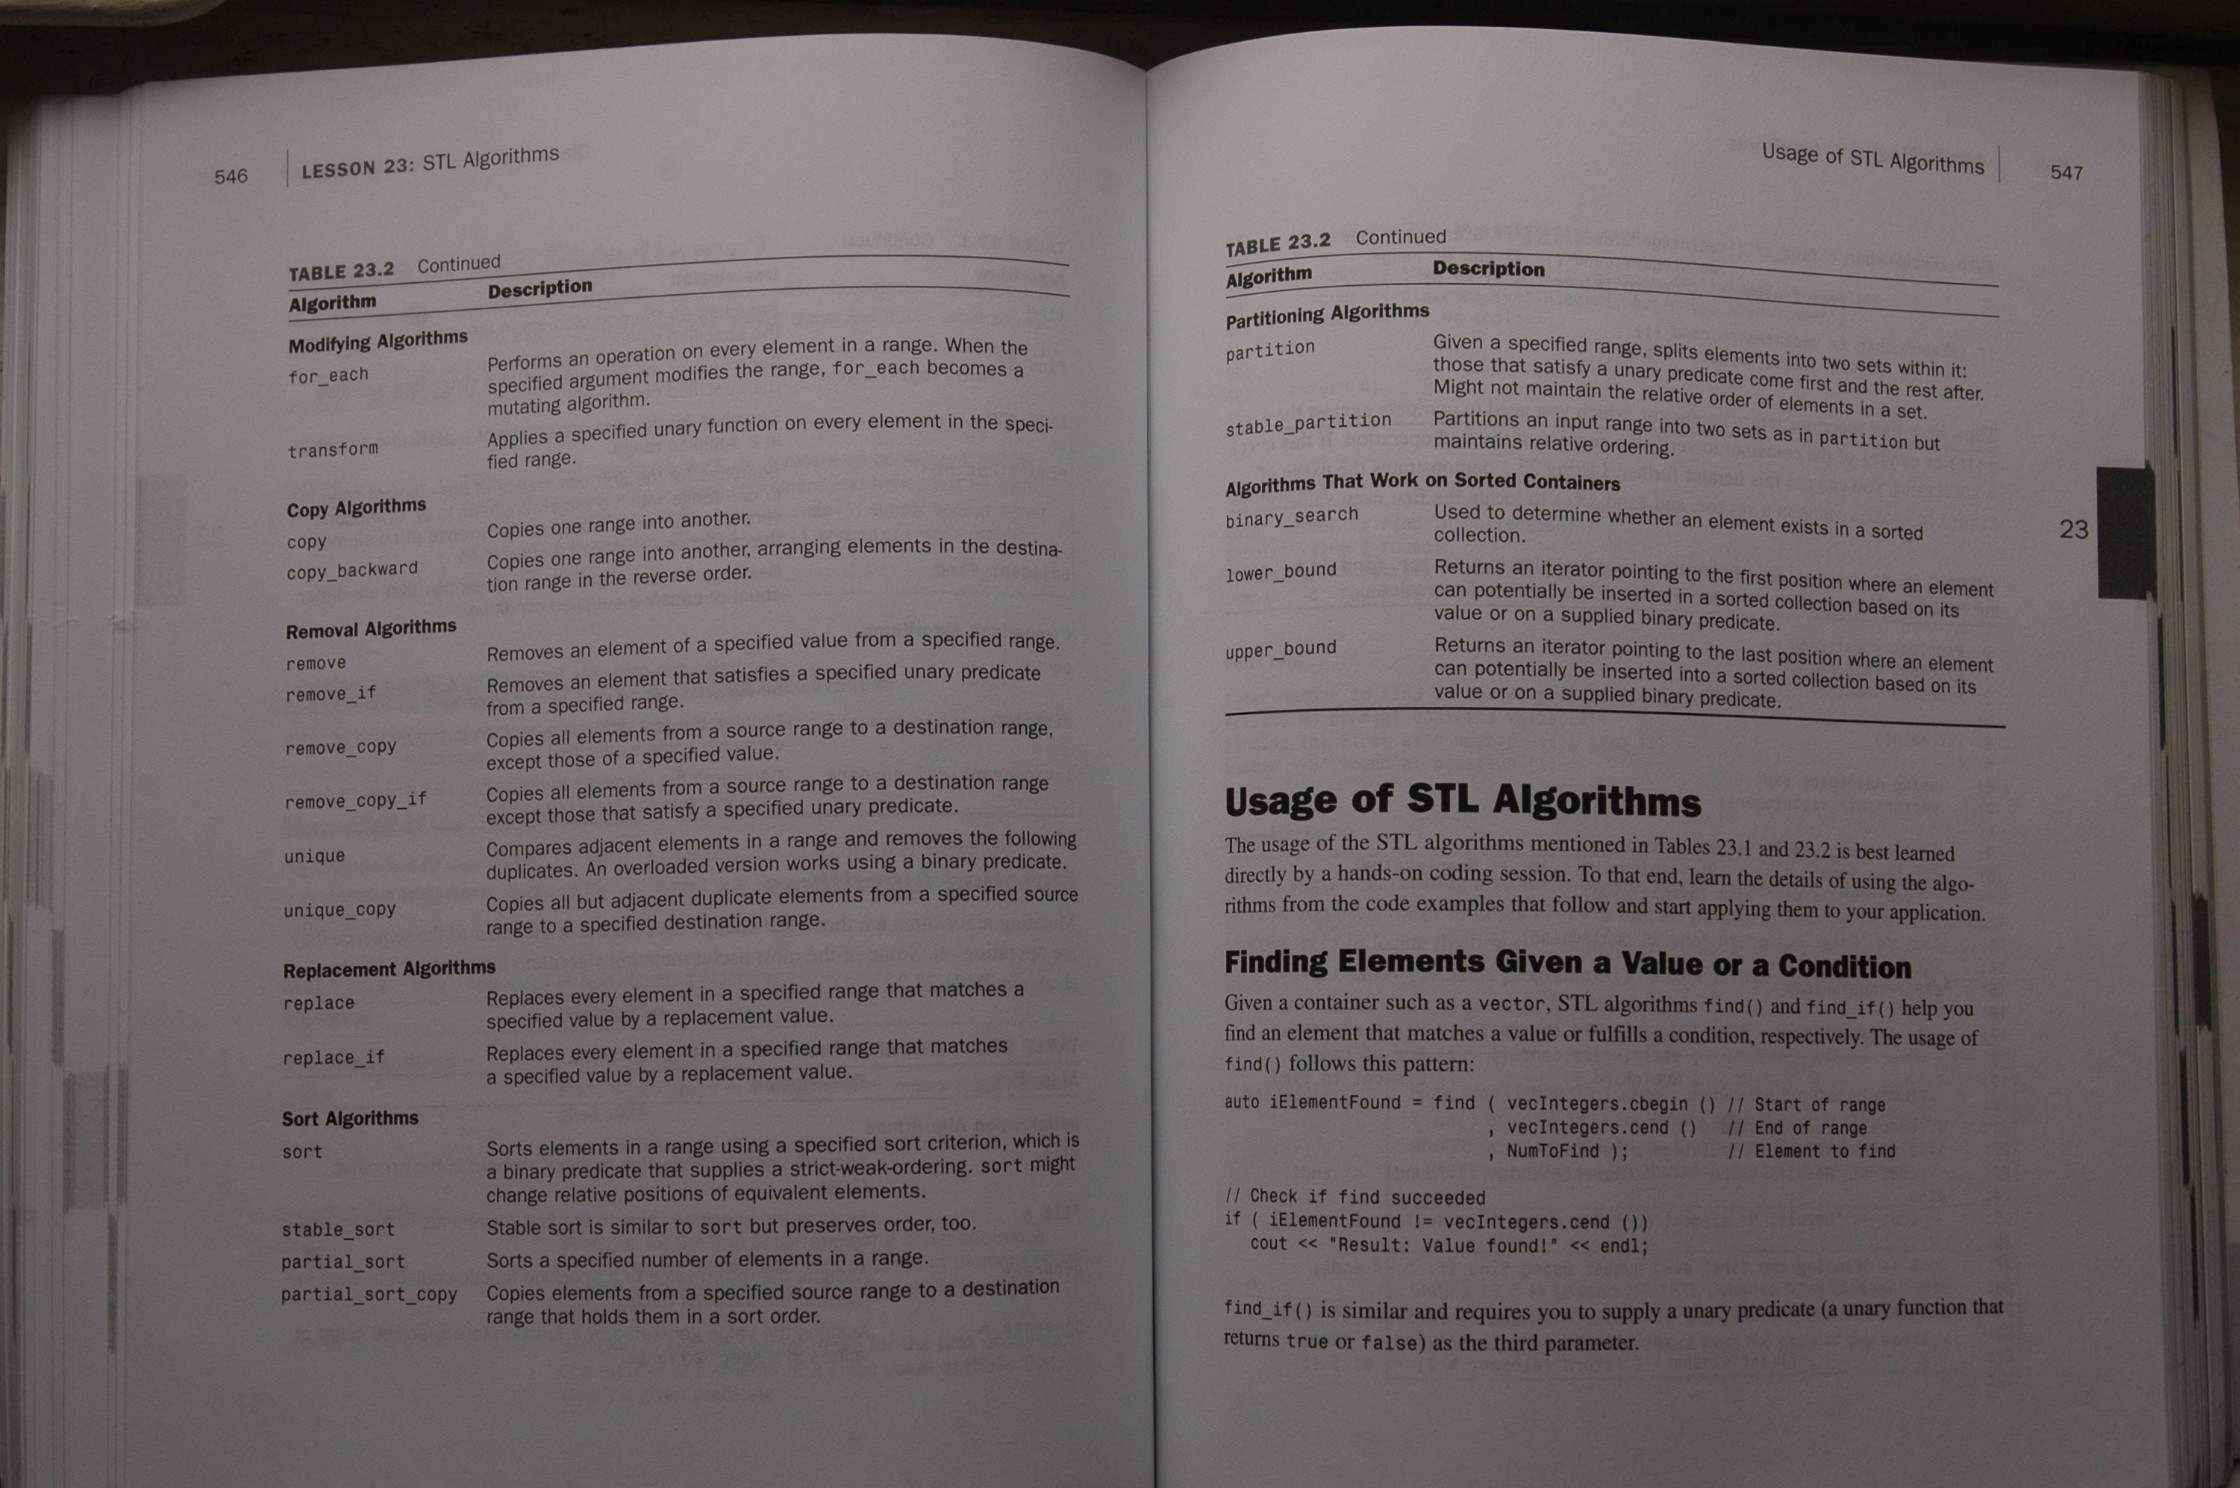 546
LESSON 23: STL Algorithms
TABLE 23.2 Continued
Algorithm Description
Modifying Algorithms
for_each Performs an operation on every element in a range. When the
specified argument modifies the range, for_each becomes a
mutating algorithm.
transform Applies a specified unary function on every element in the speci-
fied range.
Copy Algorithms
copy Copies one range into another.
copy_backward Copies one range into another, arranging elements in the destina-
tion range in the reverse order.
Removal Algorithms
remove Removes an element of a specified value from a specified range.
remove_if Removes an element that satisfies a specified unary predicate
from a specified range.
remove_copy Copies all elements from a source range to a destination range,
except those of a specified value.
remove_copy_if Copies all elements from a source range to a destination range
except those that satisfy a specified unary predicate.
unique Compares adjacent elements in a range and removes the following
duplicates. An overloaded version works using a binary predicate.
unique_copy Copies all but adjacent duplicate elements from a specified source
range to a specified destination range.
Replacement Algorithms
replace Replaces every element in a specified range that matches a
specified value by a replacement value.
replace_if Replaces every element in a specified range that matches
a specified value by a replacement value.
Sort Algorithms
sort Sorts elements in a range using a specified sort criterion, which is
a binary predicate that supplies a strict-weak-ordering. sort might
change relative positions of equivalent elements.
stable_sort Stable sort is similar to sort but preserves order, too.
partial_sort Sorts a specified number of elements in a range.
partial_sort_copy Copies elements from a specified source range to a destination
range that holds them in a sort order.
Usage of STL Algorithms
547
TABLE 23.2 Continued
Algorithm Description
Partitioning Algorithms
partition Given a specified range, splits elements into two sets within it:
those that satisfy a unary predicate come first and the rest after.
Might not maintain the relative order of elements in a set.
stable_partition Partitions an input range into two sets as in partition but
maintains relative ordering.
Algorithms That Work on Sorted Containers
binary_search Used to determine whether an element exists in a sorted
collection.
23
lower_bound Returns an iterator pointing to the first position where an element
can potentially be inserted in a sorted collection based on its
value or on a supplied binary predicate.
upper_bound Returns an iterator pointing to the last position where an element
can potentially be inserted into a sorted collection based on its
value or on a supplied binary predicate.
Usage of STL Algorithms
The usage of the STL algorithms mentioned in Tables 23.1 and 23.2 is best learned
directly by a hands-on coding session. To that end, learn the details of using the algo-
rithms from the code examples that follow and start applying them to your application.
Finding Elements Given a Value or a Condition
Given a container such as a vector, STL algorithms find() and find_if() help you
find an element that matches a value or fulfills a condition, respectively. The usage of
find() follows this pattern:
auto iElementFound = find ( vecIntegers.cbegin () // Start of range
, vecIntegers.cend () // End of range
, NumToFind ); // Element to find
// Check if find succeeded
if ( iElementFound != vecIntegers.cend ())
cout << "Result: Value found!" << endl;
find_if() is similar and requires you to supply a unary predicate (a unary function that
returns true or false) as the third parameter.